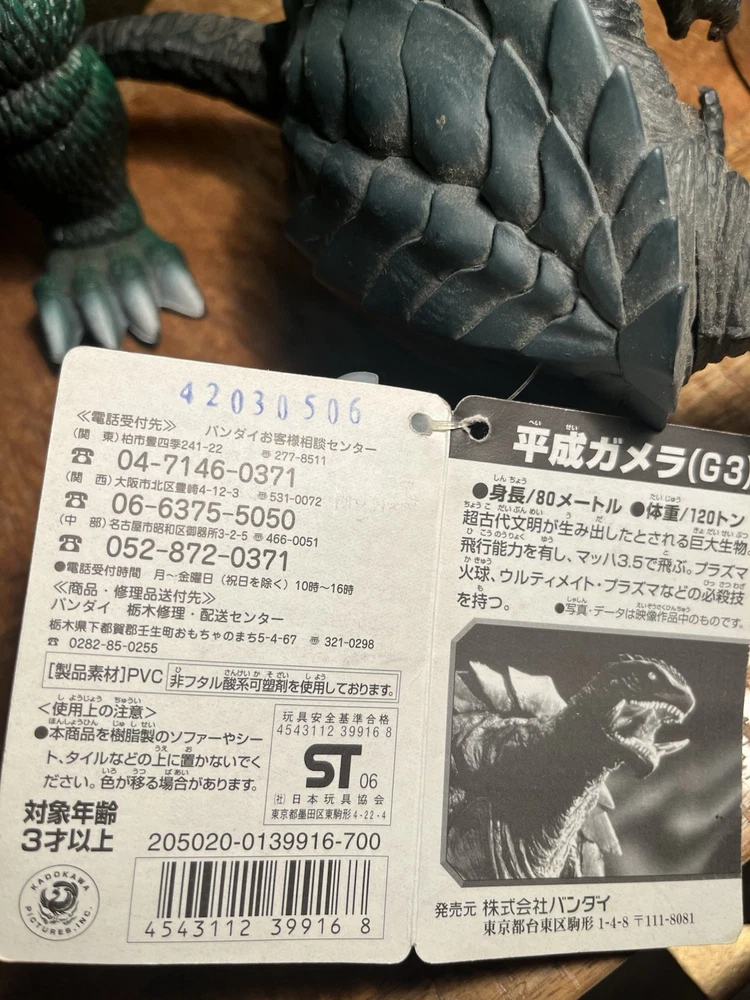 42030506
≪電話受付先≫ バンダイお客様相談センター
(関 東)柏市豊四季241-22 〠277-8511
☎ 04-7146-0371
(関 西)大阪市北区豊崎4-12-3 〠531-0072
☎ 06-6375-5050
(中 部)名古屋市昭和区御器所3-2-5 〠466-0051
☎ 052-872-0371
●電話受付時間 月~金曜日(祝日を除く)10時~16時
≪商品・修理品送付先≫
バンダイ 栃木修理・配送センター
栃木県下都賀郡壬生町おもちゃのまち5-4-67 〠321-0298
☎ 0282-85-0255
[製品素材]PVC 非フタル酸系可塑剤を使用しております。
<使用上の注意>
●本商品を樹脂製のソファーやシー
ト、タイルなどの上に置かないでく
ださい。色が移る場合があります。
玩具安全基準合格
4543112 39916 8
ST 06
[社]日本玩具協会
東京都墨田区東駒形4-22-4
対象年齢
3才以上
205020-0139916-700
4543112 39916 8
KADOKAWA PICTURES, INC.
平成ガメラ(G3)
●身長/80メートル ●体重/120トン
超古代文明が生み出したとされる巨大生物。
飛行能力を有し、マッハ3.5で飛ぶ。プラズマ
火球、ウルティメイト・プラズマなどの必殺技
を持つ。 ●写真・データは映像作品中のものです。
発売元 株式会社バンダイ
東京都台東区駒形1-4-8 〒111-8081